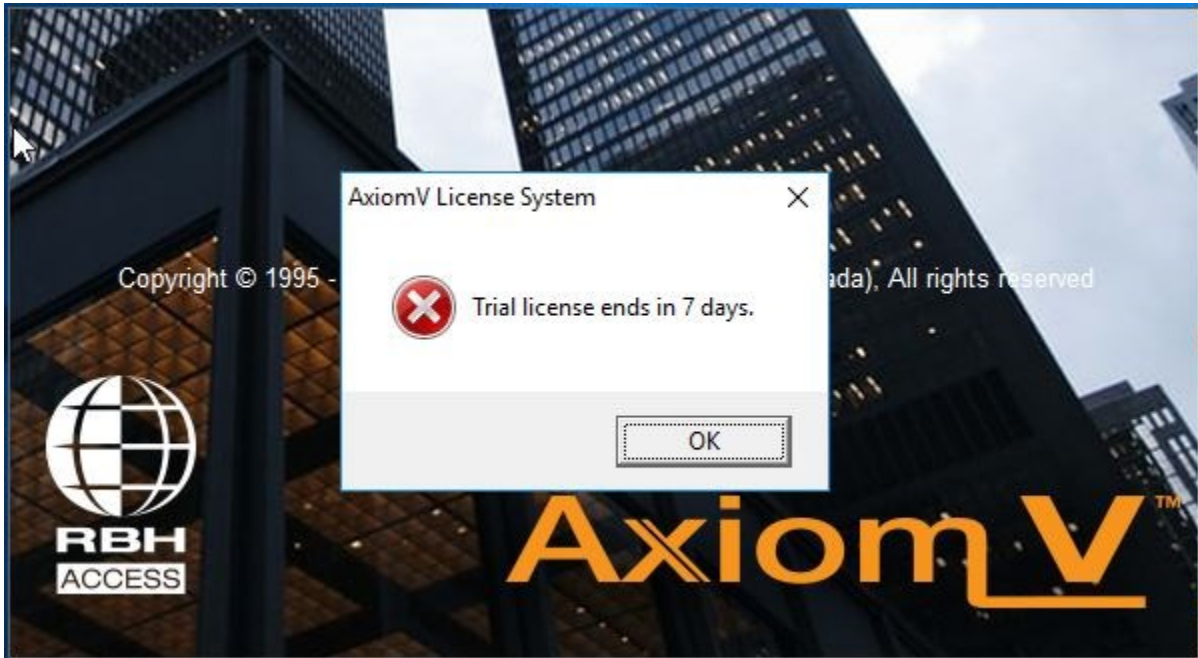 AxiomV License System
Copyright © 1995 -
ada), All rights reserved
Trial license ends in 7 days.
OK
RBH
ACCESS
Axiom V™